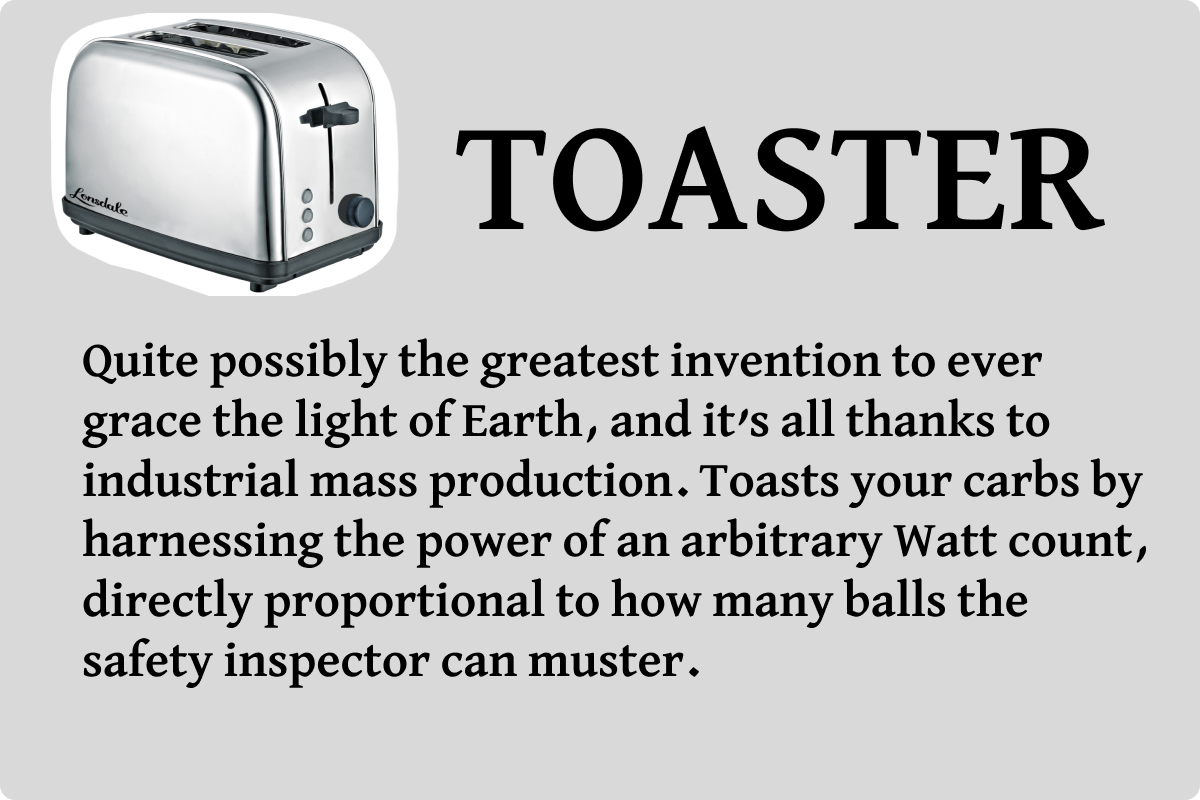 Lonsdale
TOASTER
Quite possibly the greatest invention to ever
grace the light of Earth, and it's all thanks to
industrial mass production. Toasts your carbs by
harnessing the power of an arbitrary Watt count,
directly proportional to how many balls the
safety inspector can muster.